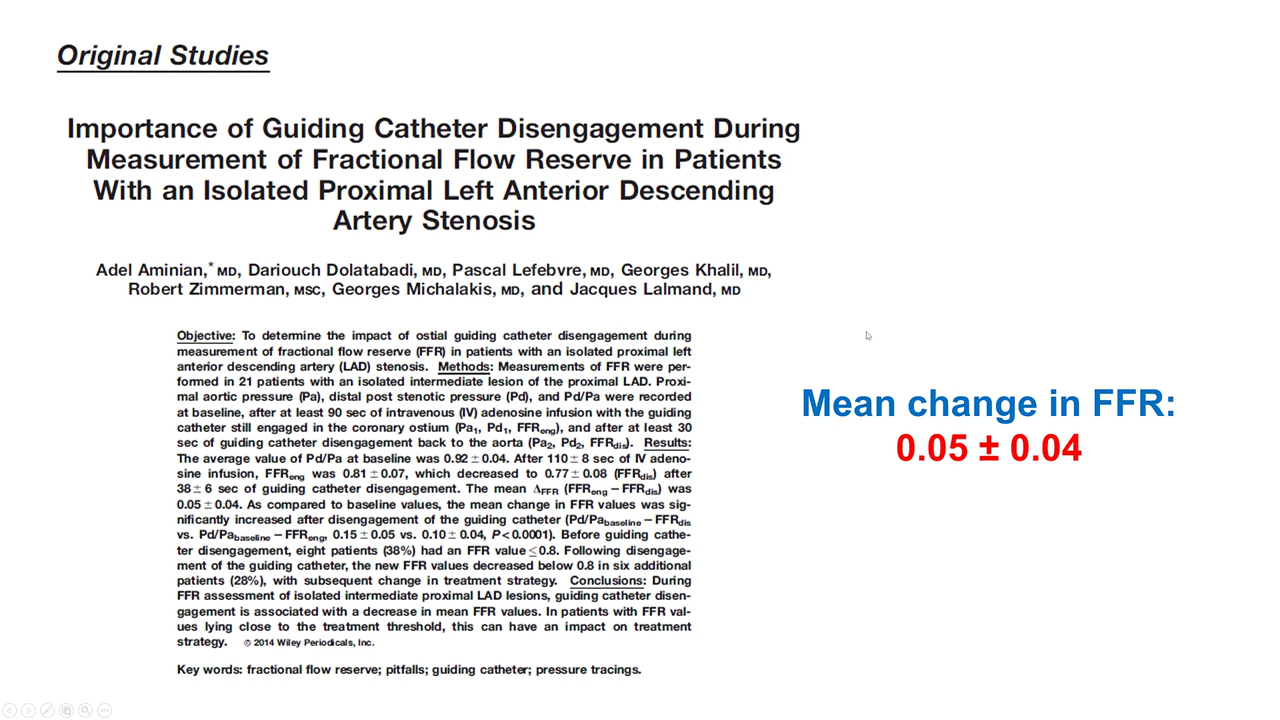 Original Studies
Importance of Guiding Catheter Disengagement During
Measurement of Fractional Flow Reserve in Patients
With an Isolated Proximal Left Anterior Descending
Artery Stenosis
Adel Aminian,* MD, Dariouch Dolatabadi, MD, Pascal Lefebvre, MD, Georges Khalil, MD,
Robert Zimmerman, MSC, Georges Michalakis, MD, and Jacques Lalmand, MD
Objective: To determine the impact of ostial guiding catheter disengagement during
measurement of fractional flow reserve (FFR) in patients with an isolated proximal left
anterior descending artery (LAD) stenosis. Methods: Measurements of FFR were per-
formed in 21 patients with an isolated intermediate lesion of the proximal LAD. Proxi-
mal aortic pressure (Pa), distal post stenotic pressure (Pd), and Pd/Pa were recorded
at baseline, after at least 90 sec of intravenous (IV) adenosine infusion with the guiding
catheter still engaged in the coronary ostium (Pa1, Pd1, FFReng), and after at least 30
sec of guiding catheter disengagement back to the aorta (Pa2, Pd2, FFRdis). Results:
The average value of Pd/Pa at baseline was 0.92 ± 0.04. After 110 ± 8 sec of IV adeno-
sine infusion, FFReng was 0.81 ± 0.07, which decreased to 0.77 ± 0.08 (FFRdis) after
38 ± 6 sec of guiding catheter disengagement. The mean ΔFFR (FFReng − FFRdis) was
0.05 ± 0.04. As compared to baseline values, the mean change in FFR values was sig-
nificantly increased after disengagement of the guiding catheter (Pd/Pabaseline − FFRdis
vs. Pd/Pabaseline − FFReng, 0.15 ± 0.05 vs. 0.10 ± 0.04, P < 0.0001). Before guiding cathe-
ter disengagement, eight patients (38%) had an FFR value ≤ 0.8. Following disengage-
ment of the guiding catheter, the new FFR values decreased below 0.8 in six additional
patients (28%), with subsequent change in treatment strategy. Conclusions: During
FFR assessment of isolated intermediate proximal LAD lesions, guiding catheter disen-
gagement is associated with a decrease in mean FFR values. In patients with FFR val-
ues lying close to the treatment threshold, this can have an impact on treatment
strategy. © 2014 Wiley Periodicals, Inc.
Key words: fractional flow reserve; pitfalls; guiding catheter; pressure tracings.
Mean change in FFR:
0.05 ± 0.04